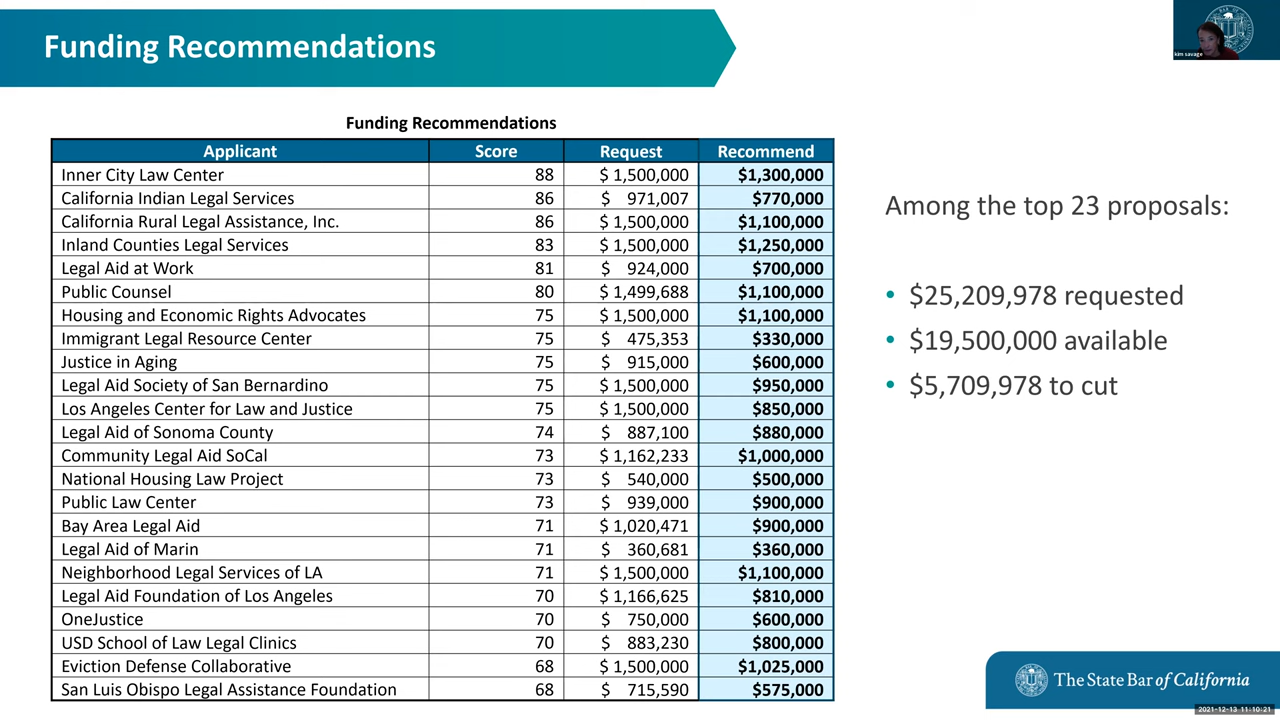 Funding Recommendations
kim savage
Funding Recommendations
Applicant Score Request Recommend
Inner City Law Center 88 $ 1,500,000 $1,300,000
California Indian Legal Services 86 $ 971,007 $770,000
California Rural Legal Assistance, Inc. 86 $ 1,500,000 $1,100,000
Inland Counties Legal Services 83 $ 1,500,000 $1,250,000
Legal Aid at Work 81 $ 924,000 $700,000
Public Counsel 80 $ 1,499,688 $1,100,000
Housing and Economic Rights Advocates 75 $ 1,500,000 $1,100,000
Immigrant Legal Resource Center 75 $ 475,353 $330,000
Justice in Aging 75 $ 915,000 $600,000
Legal Aid Society of San Bernardino 75 $ 1,500,000 $950,000
Los Angeles Center for Law and Justice 75 $ 1,500,000 $850,000
Legal Aid of Sonoma County 74 $ 887,100 $880,000
Community Legal Aid SoCal 73 $ 1,162,233 $1,000,000
National Housing Law Project 73 $ 540,000 $500,000
Public Law Center 73 $ 939,000 $900,000
Bay Area Legal Aid 71 $ 1,020,471 $900,000
Legal Aid of Marin 71 $ 360,681 $360,000
Neighborhood Legal Services of LA 71 $ 1,500,000 $1,100,000
Legal Aid Foundation of Los Angeles 70 $ 1,166,625 $810,000
OneJustice 70 $ 750,000 $600,000
USD School of Law Legal Clinics 70 $ 883,230 $800,000
Eviction Defense Collaborative 68 $ 1,500,000 $1,025,000
San Luis Obispo Legal Assistance Foundation 68 $ 715,590 $575,000
Among the top 23 proposals:
• $25,209,978 requested
• $19,500,000 available
• $5,709,978 to cut
The State Bar of California
2021-12-13 11:10:21